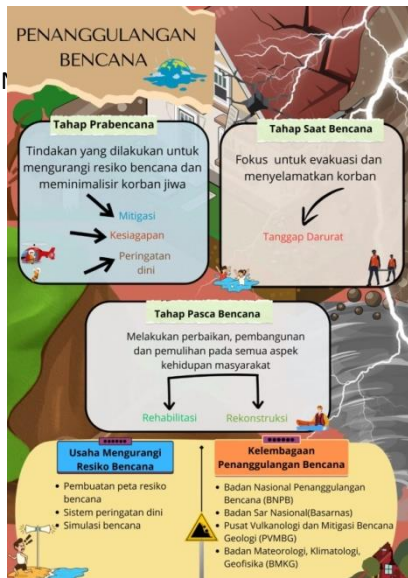 PENANGGULANGAN
BENCANA
Tahap Prabencana
Tindakan yang dilakukan untuk
mengurangi resiko bencana dan
meminimalisir korban jiwa
Mitigasi
Kesiagapan
Peringatan
dini
Tahap Saat Bencana
Fokus untuk evakuasi dan
menyelamatkan korban
Tanggap Darurat
Tahap Pasca Bencana
Melakukan perbaikan, pembangunan
dan pemulihan pada semua aspek
kehidupan masyarakat
Rehabilitasi
Rekonstruksi
Usaha Mengurangi
Resiko Bencana
• Pembuatan peta resiko
bencana
• Sistem peringatan dini
• Simulasi bencana
Kelembagaan
Penanggulangan Bencana
• Badan Nasional Penanggulangan
Bencana (BNPB)
• Badan Sar Nasional(Basarnas)
• Pusat Vulkanologi dan Mitigasi Bencana
Geologi (PVMBG)
• Badan Mateorologi, Klimatologi,
Geofisika (BMKG)